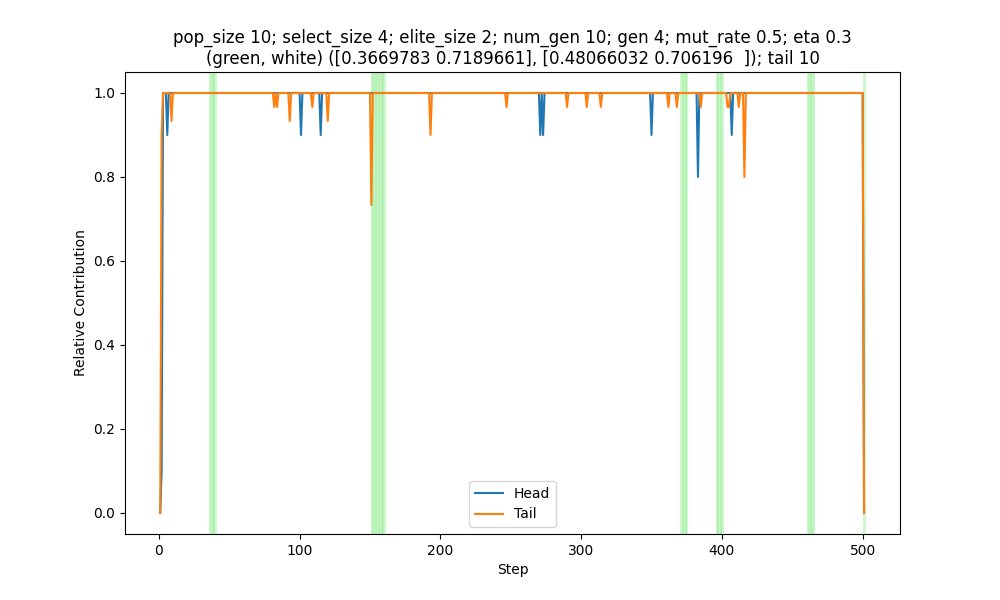 pop_size 10; select_size 4; elite_size 2; num_gen 10; gen 4; mut_rate 0.5; eta 0.3
(green, white) ([0.3669783 0.7189661], [0.48066032 0.706196  ]); tail 10
1.0
0.8
0.6
0.4
0.2
0.0
Relative Contribution
Head
Tail
0
100
200
300
400
500
Step